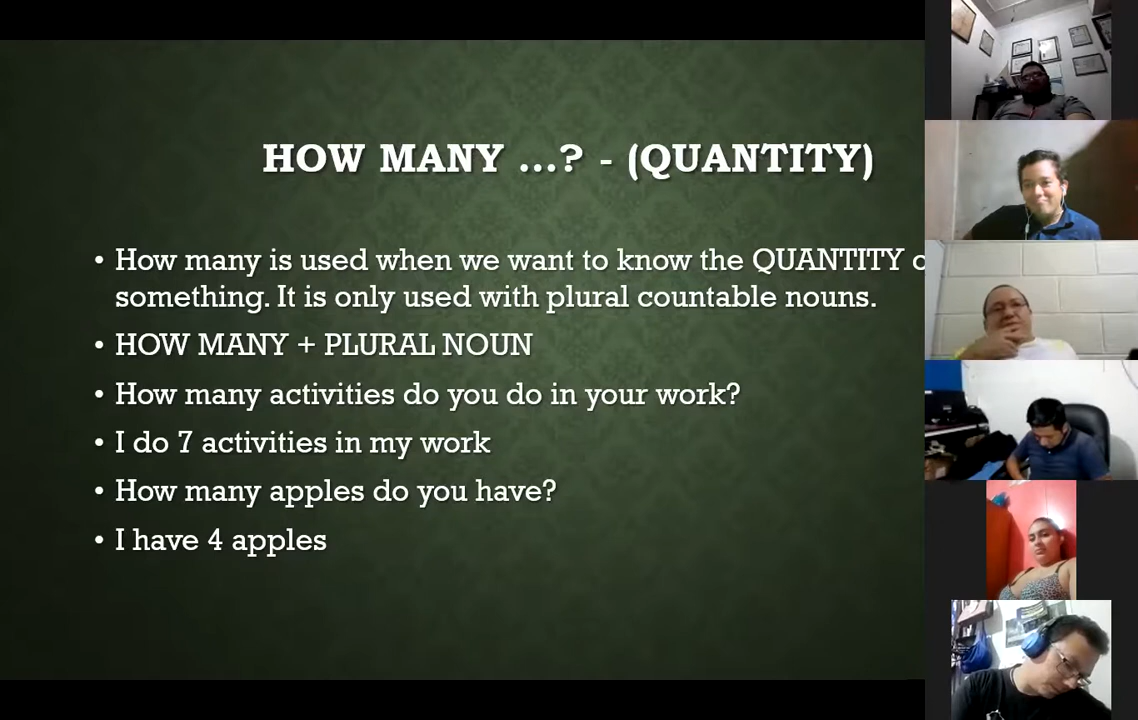 HOW MANY ...? - (QUANTITY)
• How many is used when we want to know the QUANTITY
something. It is only used with plural countable nouns.
• HOW MANY + PLURAL NOUN
• How many activities do you do in your work?
• I do 7 activities in my work
• How many apples do you have?
• I have 4 apples